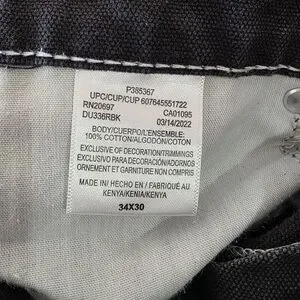 P385367
UPC/CUP/CUP 607645551722
RN20697 CA01095
DU336RBK 03/14/2022
BODY/CUERPO/L'ENSEMBLE:
100% COTTON/ALGODÓN/COTON
EXCLUSIVE OF DECORATION/TRIMMINGS
EXCLUSIVO PARA DECORACIÓN/ADORNOS
ORNEMENT ET GARNITURE NON COMPRIS
MADE IN/ HECHO EN / FABRIQUÉ AU
KENYA/KENIA/KENYA
34X30